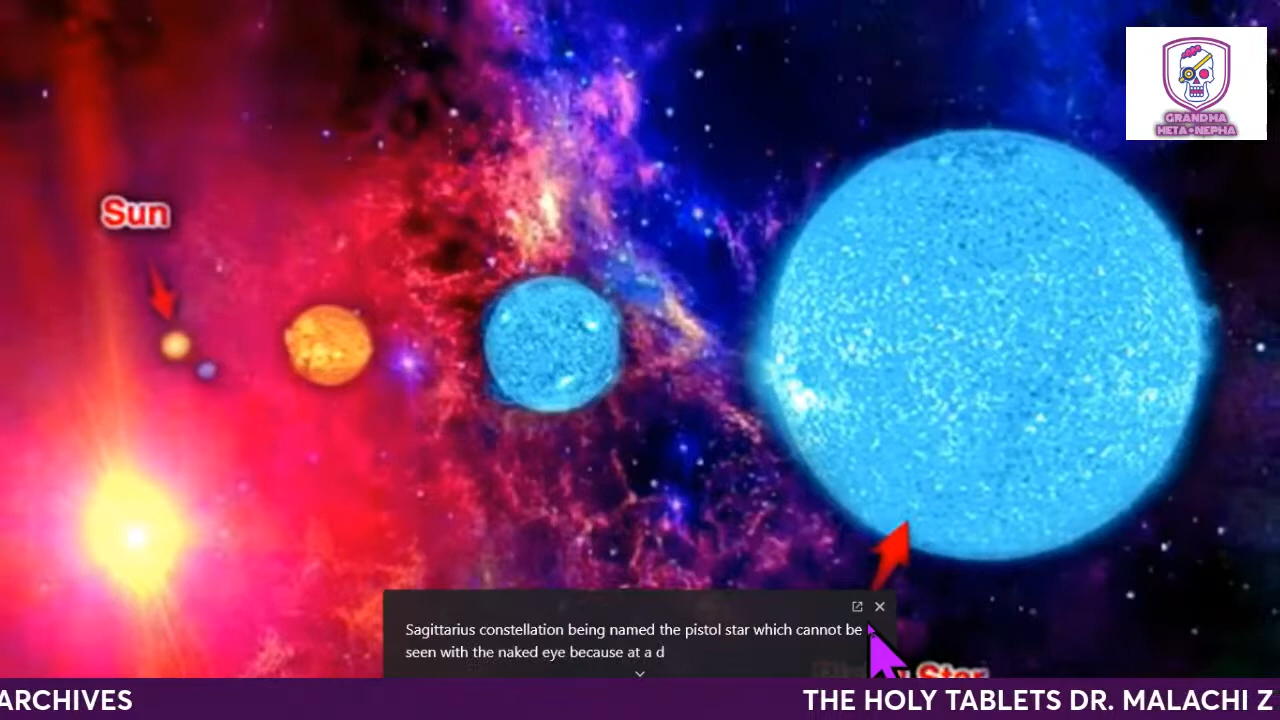 GRANDHA
HETA•NEPHA
Sun
Sagittarius constellation being named the pistol star which cannot be
seen with the naked eye because at a d
Star
ARCHIVES
THE HOLY TABLETS DR. MALACHI Z